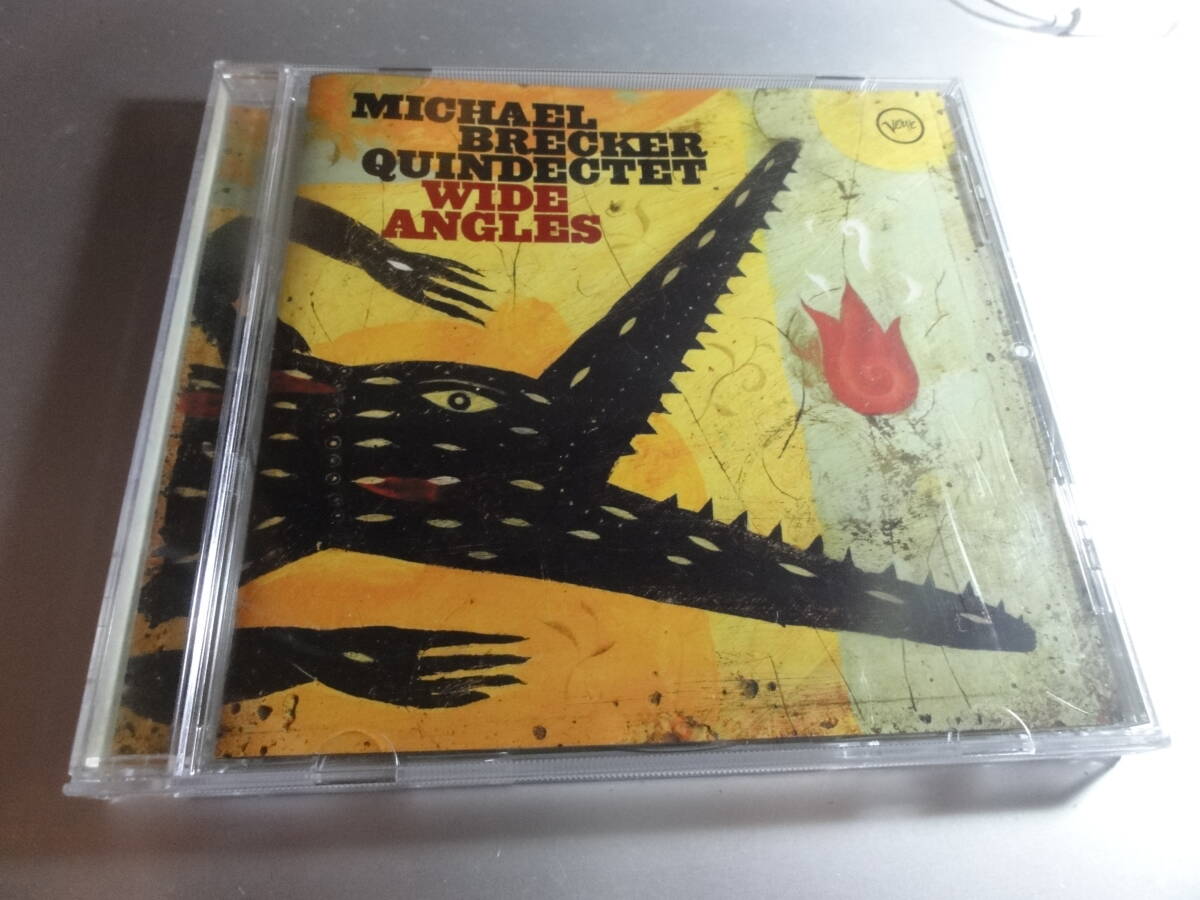 MICHAEL
BRECKER
QUINDECTET
WIDE
ANGLES
Verve